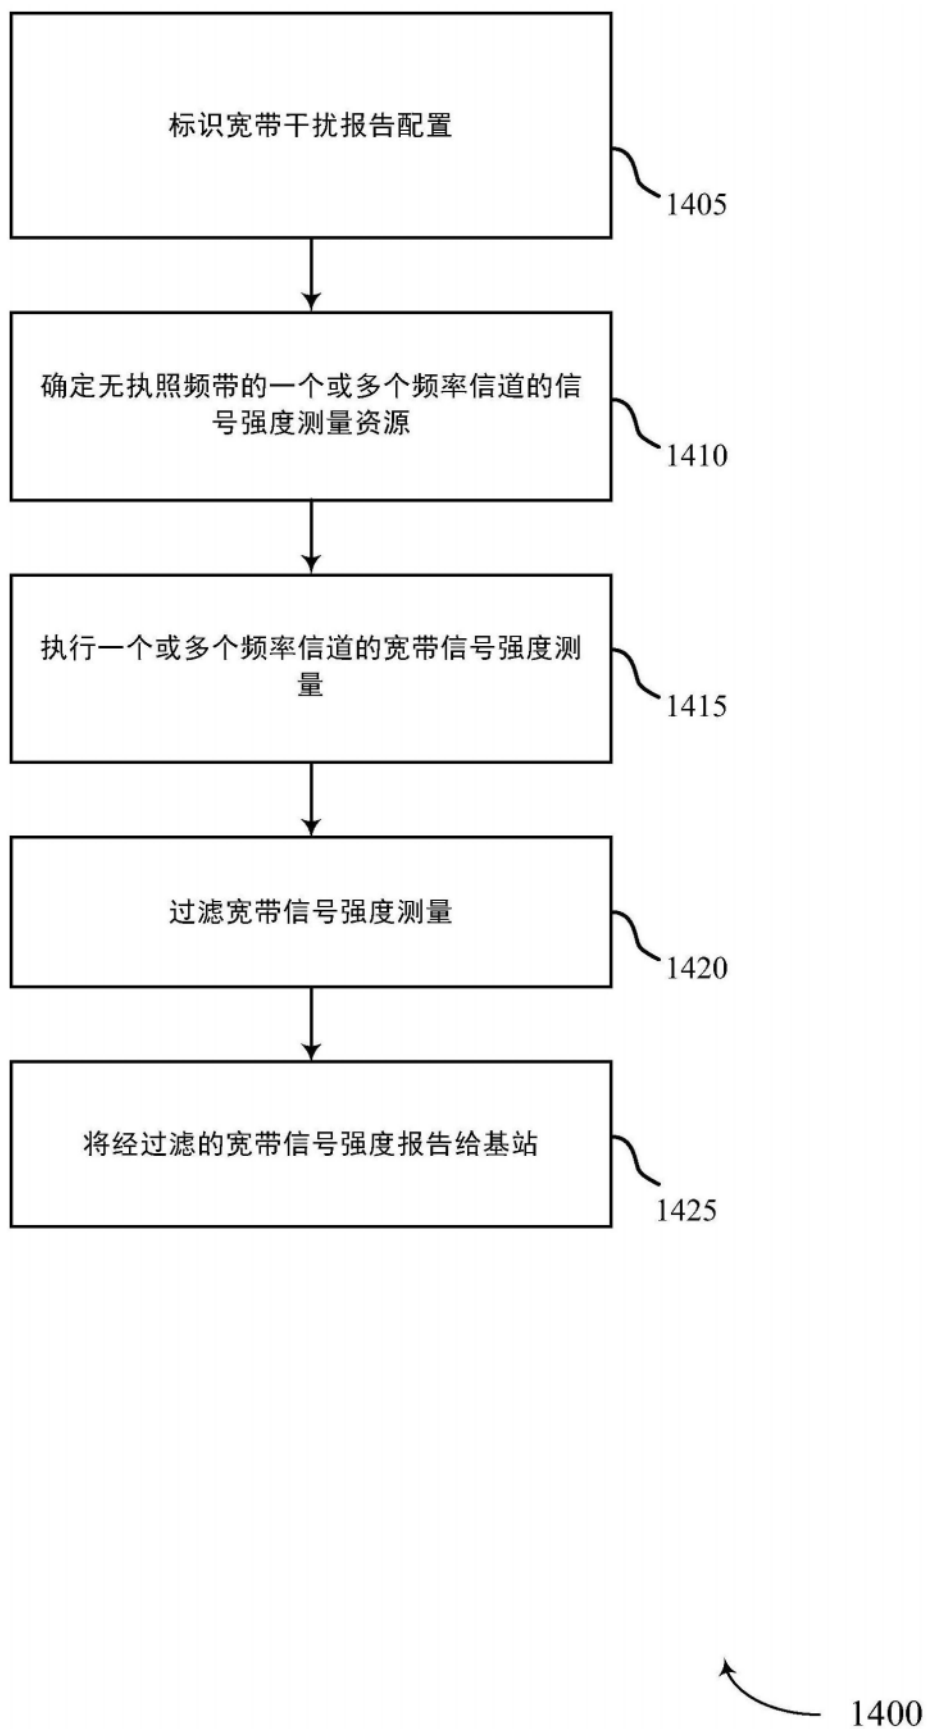 标识宽带干扰报告配置
1405
确定无执照频带的一个或多个频率信道的信
号强度测量资源
1410
执行一个或多个频率信道的宽带信号强度测
量
1415
过滤宽带信号强度测量
1420
将经过滤的宽带信号强度报告给基站
1425
1400